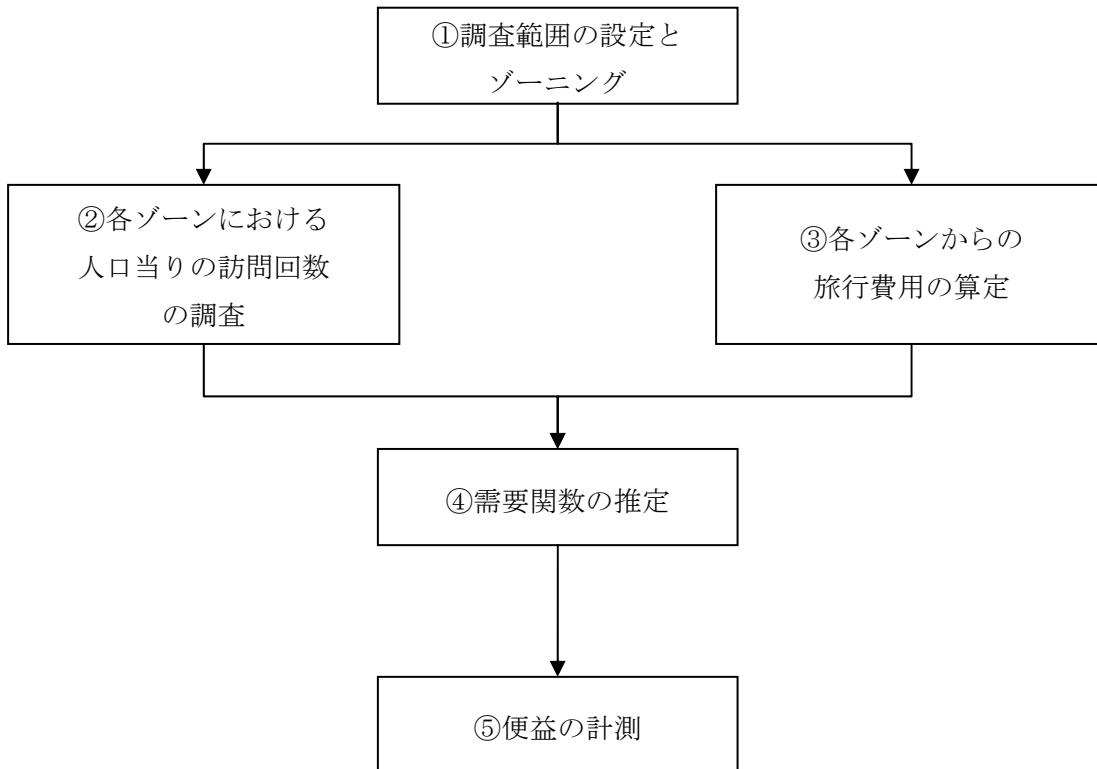 ①調査範囲の設定と
ゾーニング
②各ゾーンにおける
人口当りの訪問回数
の調査
③各ゾーンからの
旅行費用の算定
④需要関数の推定
⑤便益の計測